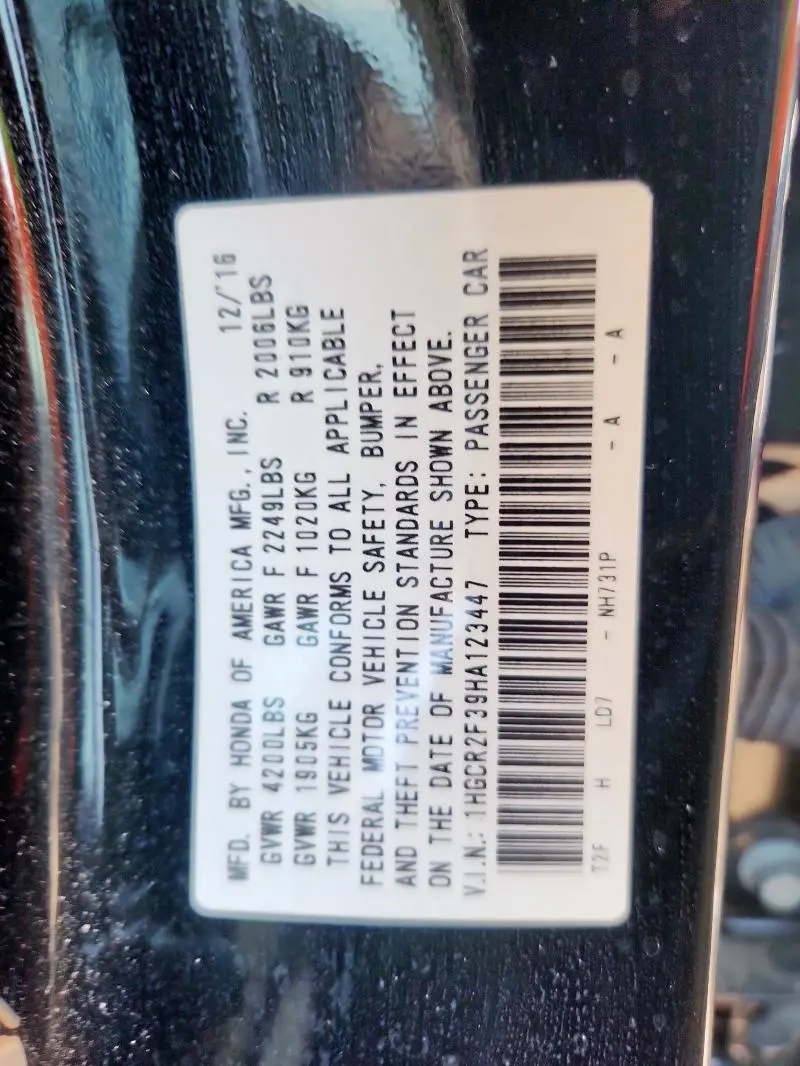 MFD. BY HONDA OF AMERICA MFG., INC. 12/'16
GVWR 4200LBS GAWR F 2249LBS R 2006LBS
GVWR 1905KG GAWR F 1020KG R 910KG
THIS VEHICLE CONFORMS TO ALL APPLICABLE
FEDERAL MOTOR VEHICLE SAFETY, BUMPER,
AND THEFT PREVENTION STANDARDS IN EFFECT
ON THE DATE OF MANUFACTURE SHOWN ABOVE.
V.I.N.: 1HGCR2F39HA123447 TYPE: PASSENGER CAR
T2F H LD7 - NH731P - A - A